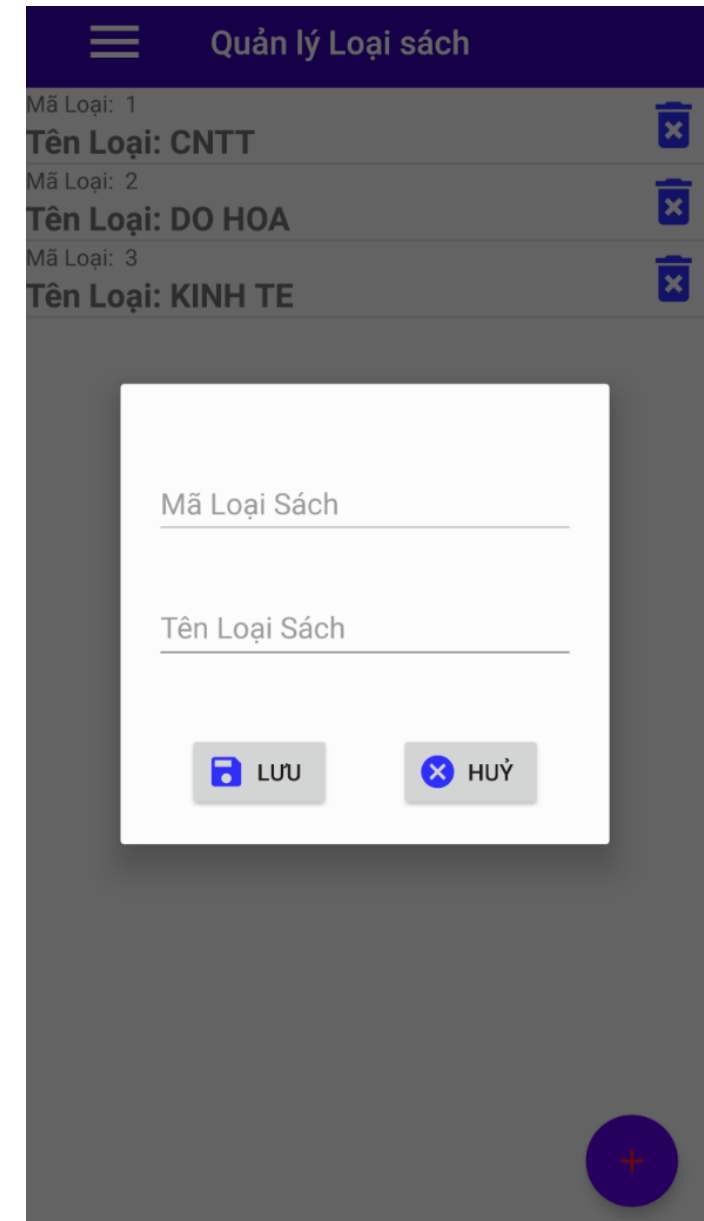 Quản lý Loại sách
Mã Loại: 1
Tên Loại: CNTT
Mã Loại: 2
Tên Loại: DO HOA
Mã Loại: 3
Tên Loại: KINH TE
Mã Loại Sách
Tên Loại Sách
LƯU
HUỶ
+